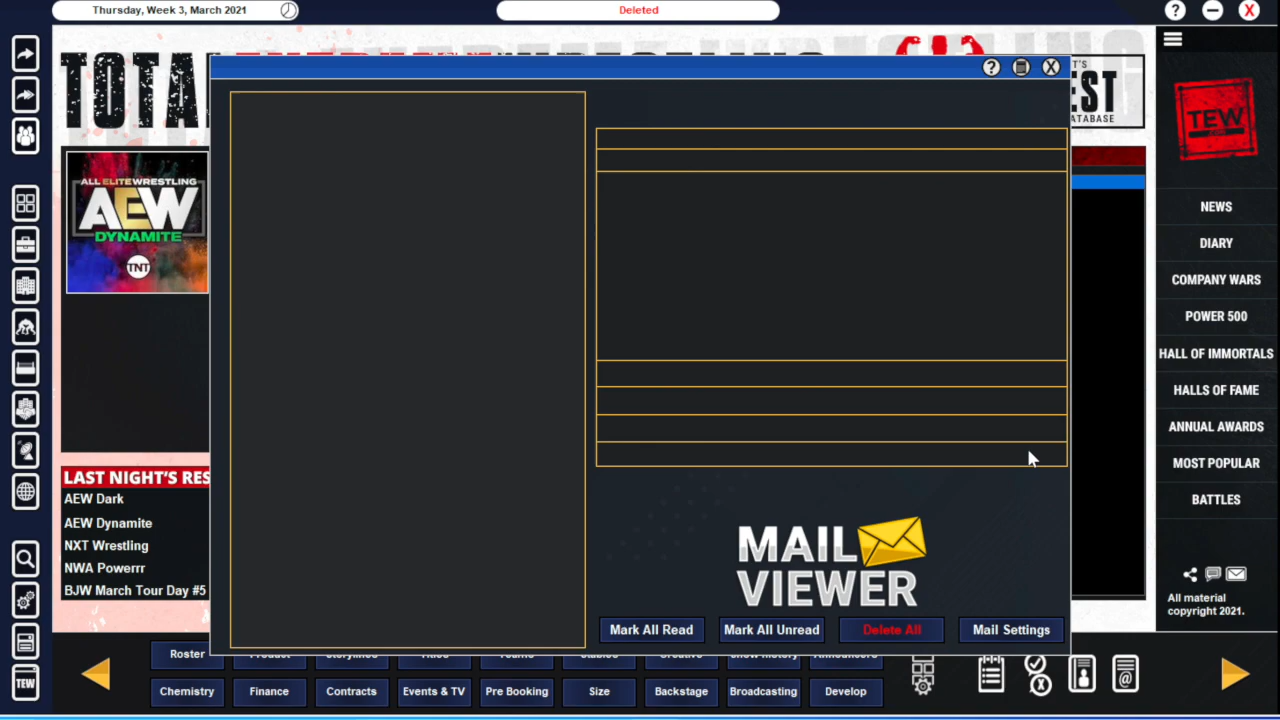 Thursday, Week 3, March 2021
Deleted
TOTA
T'S
EST
ATABASE
ALL ELITE WRESTLING
AEW
DYNAMITE
TNT
TEW
NEWS
DIARY
COMPANY WARS
POWER 500
HALL OF IMMORTALS
HALLS OF FAME
ANNUAL AWARDS
MOST POPULAR
BATTLES
LAST NIGHT'S RES
AEW Dark
AEW Dynamite
NXT Wrestling
NWA Powerrr
BJW March Tour Day #5
MAIL
VIEWER
Mark All Read
Mark All Unread
Delete All
Mail Settings
All material
copyright 2021.
Roster
Chemistry
Finance
Contracts
Events & TV
Pre Booking
Size
Backstage
Broadcasting
Develop
TEW